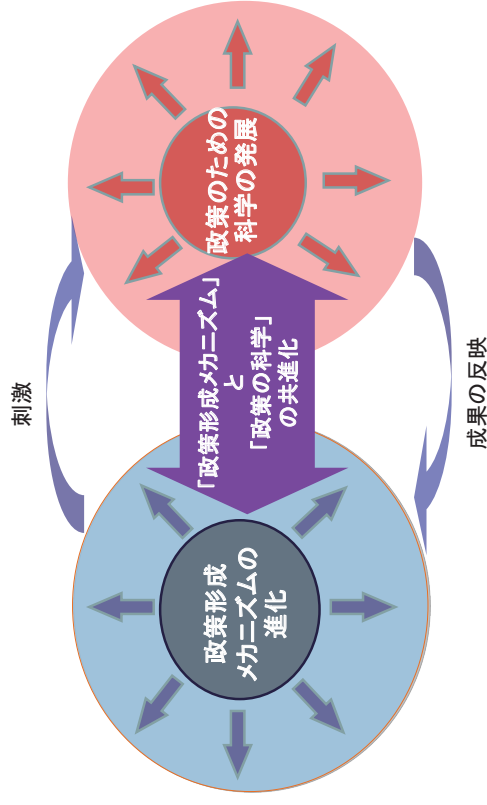 刺激
政策形成
メカニズムの
進化
「政策形成メカニズム」
と
「政策の科学」
の共進化
政策のための
科学の発展
成果の反映